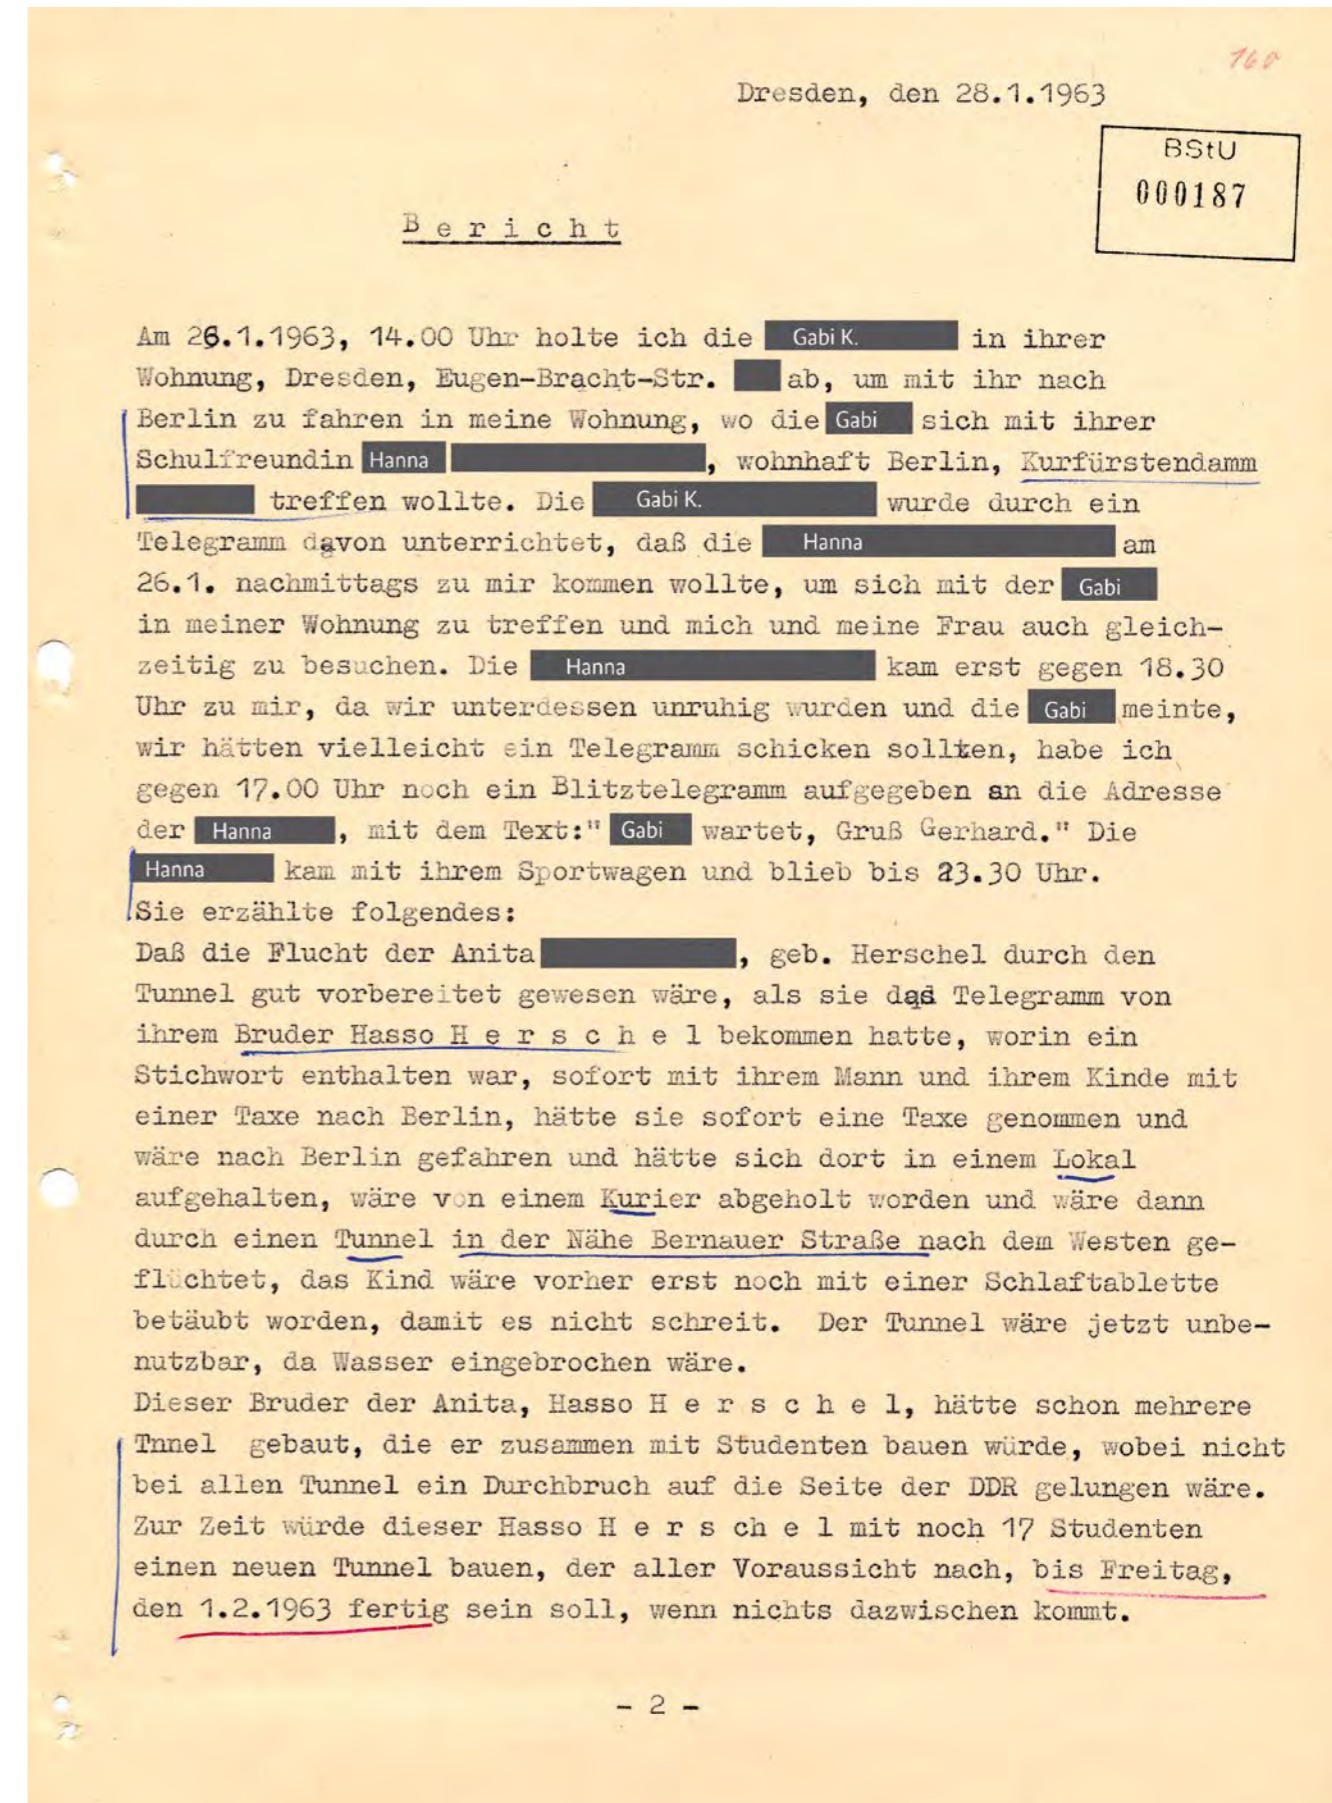 160
Dresden, den 28.1.1963
BStU
000187
B e r i c h t
Am 26.1.1963, 14.00 Uhr holte ich die Gabi K. in ihrer
Wohnung, Dresden, Eugen-Bracht-Str. ab, um mit ihr nach
Berlin zu fahren in meine Wohnung, wo die Gabi sich mit ihrer
Schulfreundin Hanna , wohnhaft Berlin, Kurfürstendamm
treffen wollte. Die Gabi K. wurde durch ein
Telegramm davon unterrichtet, daß die Hanna am
26.1. nachmittags zu mir kommen wollte, um sich mit der Gabi
in meiner Wohnung zu treffen und mich und meine Frau auch gleich-
zeitig zu besuchen. Die Hanna kam erst gegen 18.30
Uhr zu mir, da wir unterdessen unruhig wurden und die Gabi meinte,
wir hätten vielleicht ein Telegramm schicken sollten, habe ich
gegen 17.00 Uhr noch ein Blitztelegramm aufgegeben an die Adresse
der Hanna , mit dem Text:" Gabi wartet, Gruß Gerhard." Die
Hanna kam mit ihrem Sportwagen und blieb bis 23.30 Uhr.
Sie erzählte folgendes:
Daß die Flucht der Anita , geb. Herschel durch den
Tunnel gut vorbereitet gewesen wäre, als sie das Telegramm von
ihrem Bruder Hasso H e r s c h e l bekommen hatte, worin ein
Stichwort enthalten war, sofort mit ihrem Mann und ihrem Kinde mit
einer Taxe nach Berlin, hätte sie sofort eine Taxe genommen und
wäre nach Berlin gefahren und hätte sich dort in einem Lokal
aufgehalten, wäre von einem Kurier abgeholt worden und wäre dann
durch einen Tunnel in der Nähe Bernauer Straße nach dem Westen ge-
flüchtet, das Kind wäre vorher erst noch mit einer Schlaftablette
betäubt worden, damit es nicht schreit. Der Tunnel wäre jetzt unbe-
nutzbar, da Wasser eingebrochen wäre.
Dieser Bruder der Anita, Hasso H e r s c h e l, hätte schon mehrere
Tnnel gebaut, die er zusammen mit Studenten bauen würde, wobei nicht
bei allen Tunnel ein Durchbruch auf die Seite der DDR gelungen wäre.
Zur Zeit würde dieser Hasso H e r s ch e l mit noch 17 Studenten
einen neuen Tunnel bauen, der aller Voraussicht nach, bis Freitag,
den 1.2.1963 fertig sein soll, wenn nichts dazwischen kommt.
- 2 -